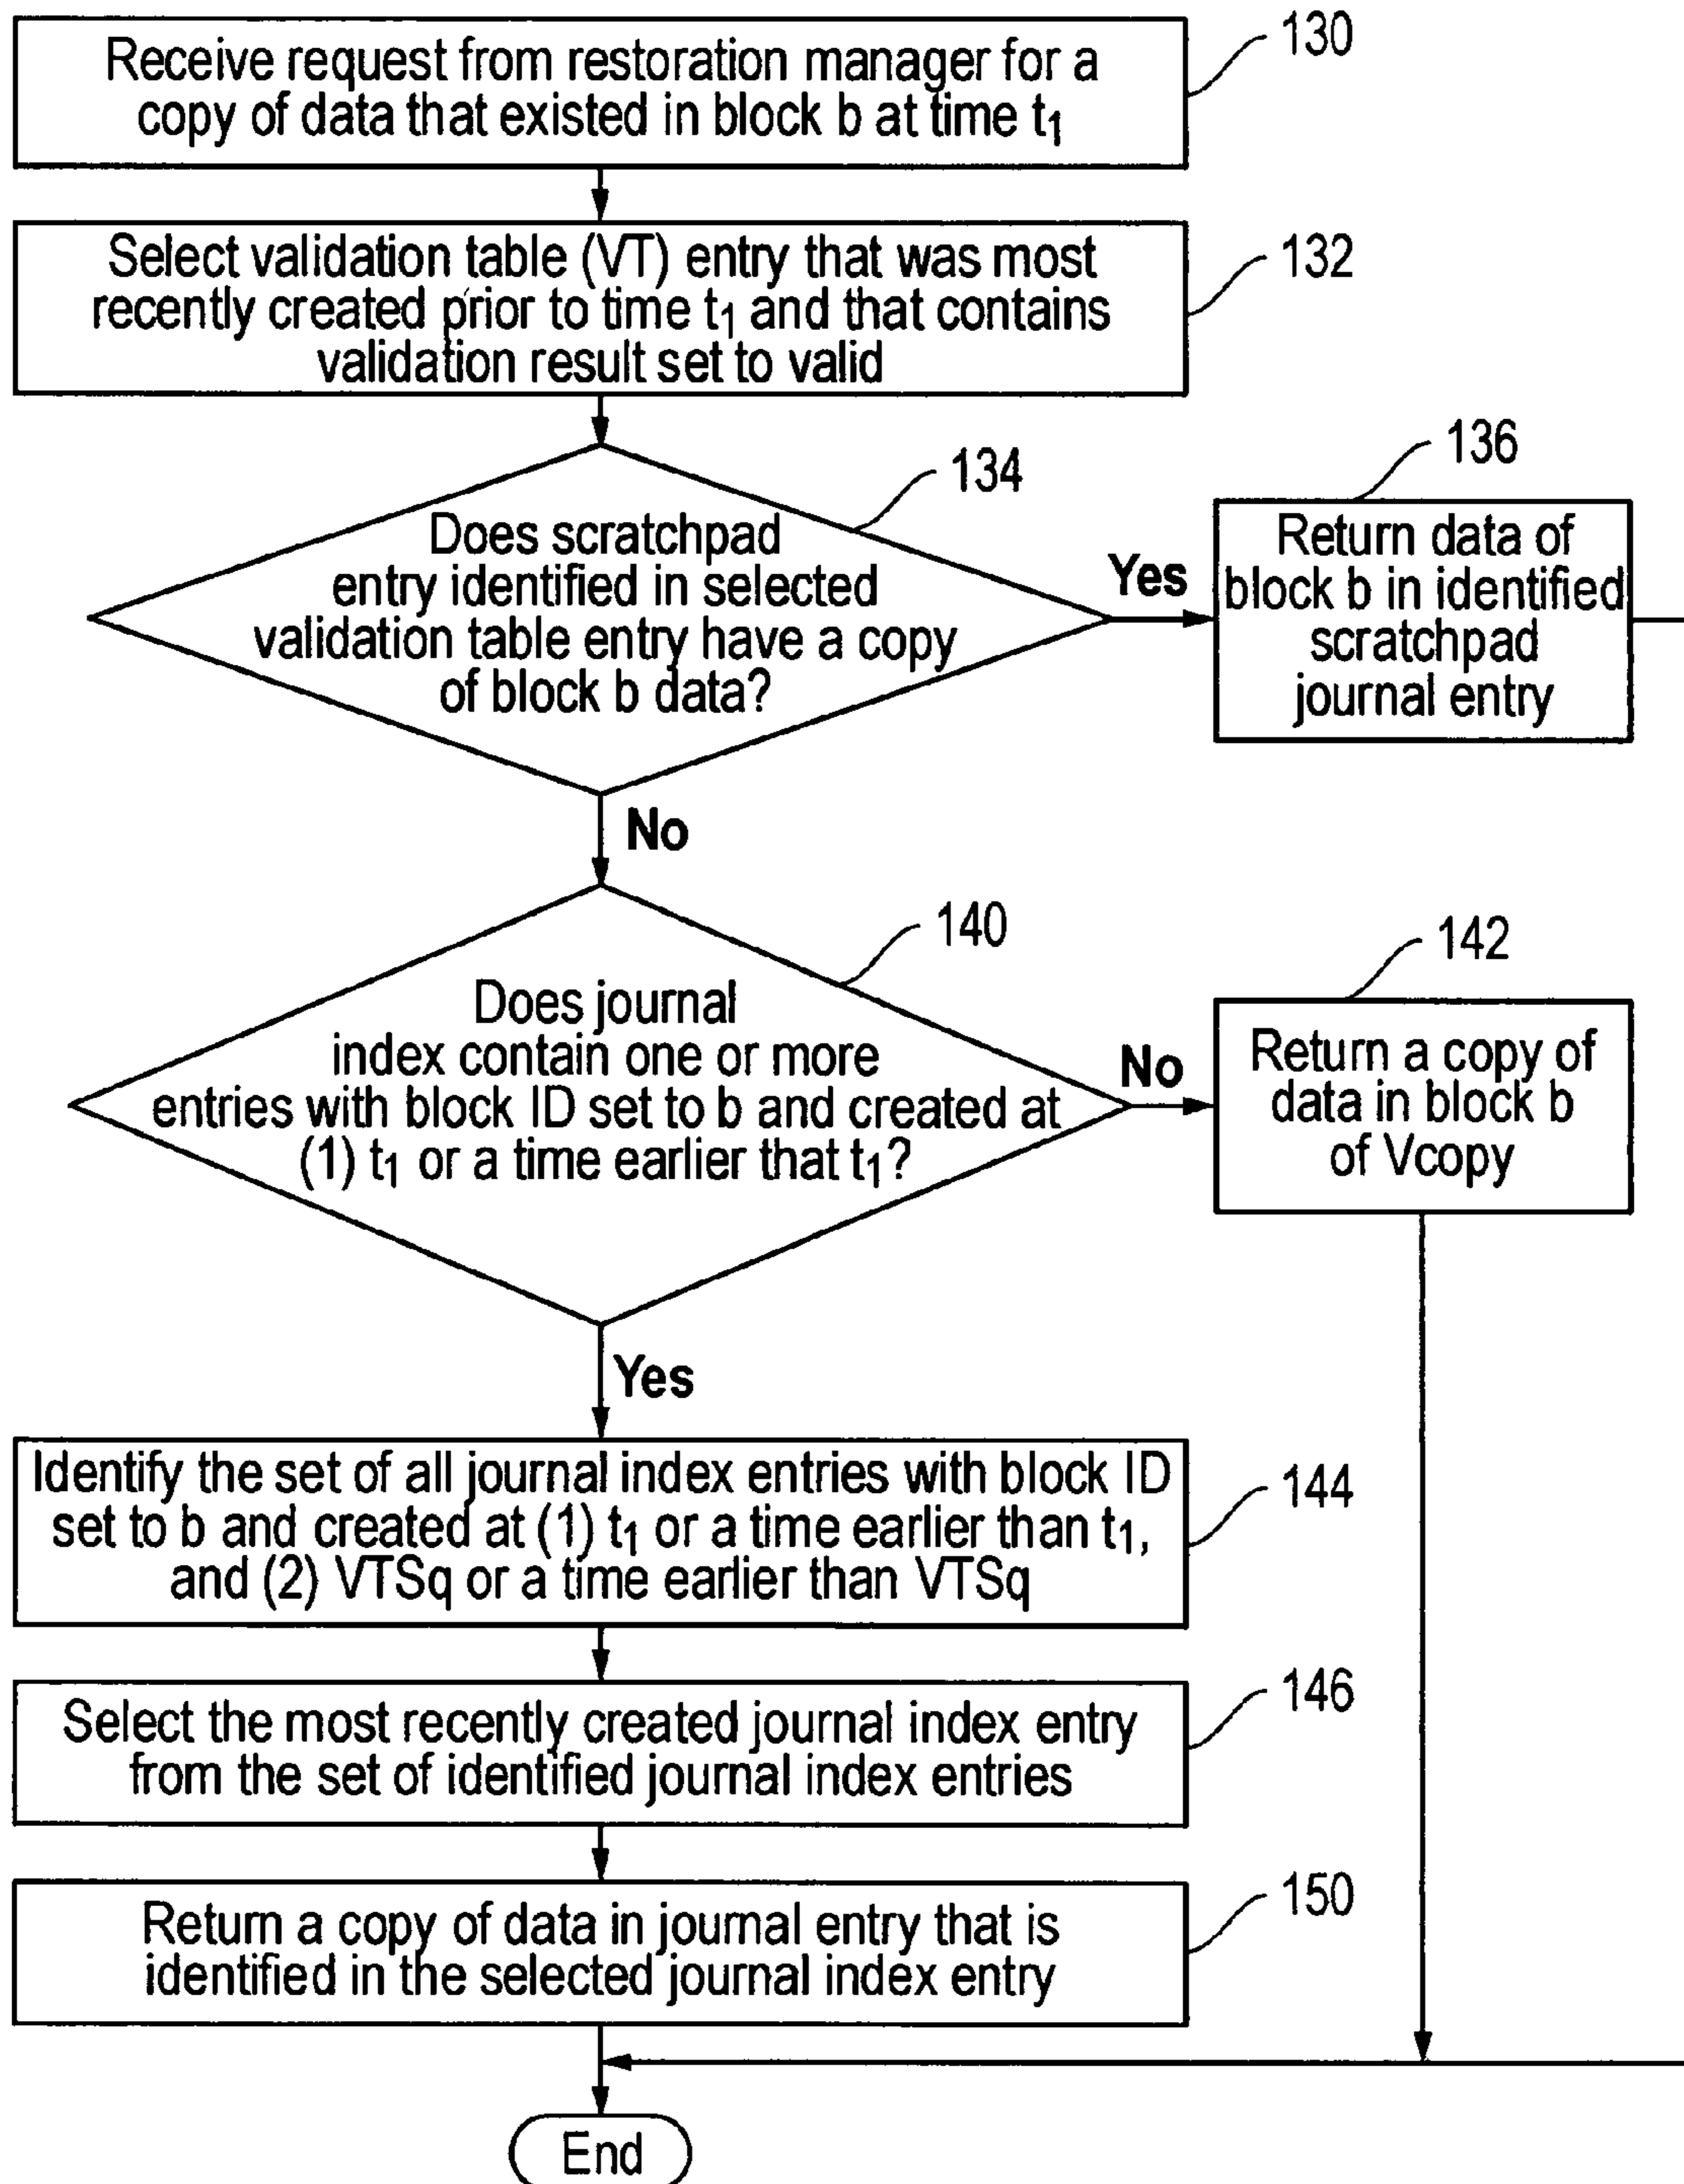 Receive request from restoration manager for a
copy of data that existed in block b at time t1
130
Select validation table (VT) entry that was most
recently created prior to time t1 and that contains
validation result set to valid
132
Does scratchpad
entry identified in selected
validation table entry have a copy
of block b data?
134
Yes
Return data of
block b in identified
scratchpad
journal entry
136
No
Does journal
index contain one or more
entries with block ID set to b and created at
(1) t1 or a time earlier that t1?
140
No
Return a copy of
data in block b
of Vcopy
142
Yes
Identify the set of all journal index entries with block ID
set to b and created at (1) t1 or a time earlier than t1,
and (2) VTSq or a time earlier than VTSq
144
Select the most recently created journal index entry
from the set of identified journal index entries
146
Return a copy of data in journal entry that is
identified in the selected journal index entry
150
End